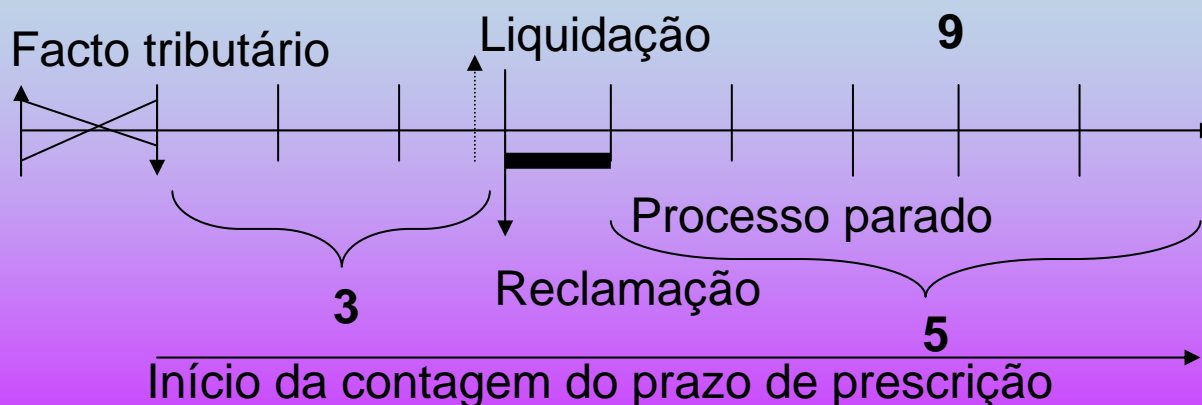 Facto tributário
Liquidação
9
Processo parado
Reclamação
3
5
Início da contagem do prazo de prescrição